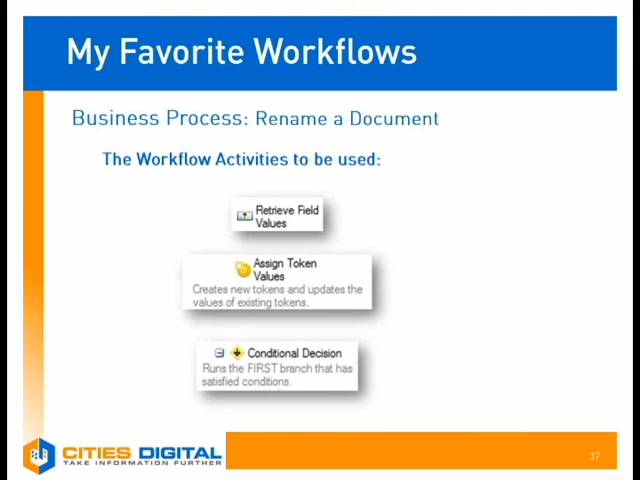 My Favorite Workflows
Business Process: Rename a Document
The Workflow Activities to be used:
Retrieve Field
Values
Assign Token
Values
Creates new tokens and updates the
values of existing tokens.
Conditional Decision
Runs the FIRST branch that has
satisfied conditions.
CITIES DIGITAL
TAKE INFORMATION FURTHER
37